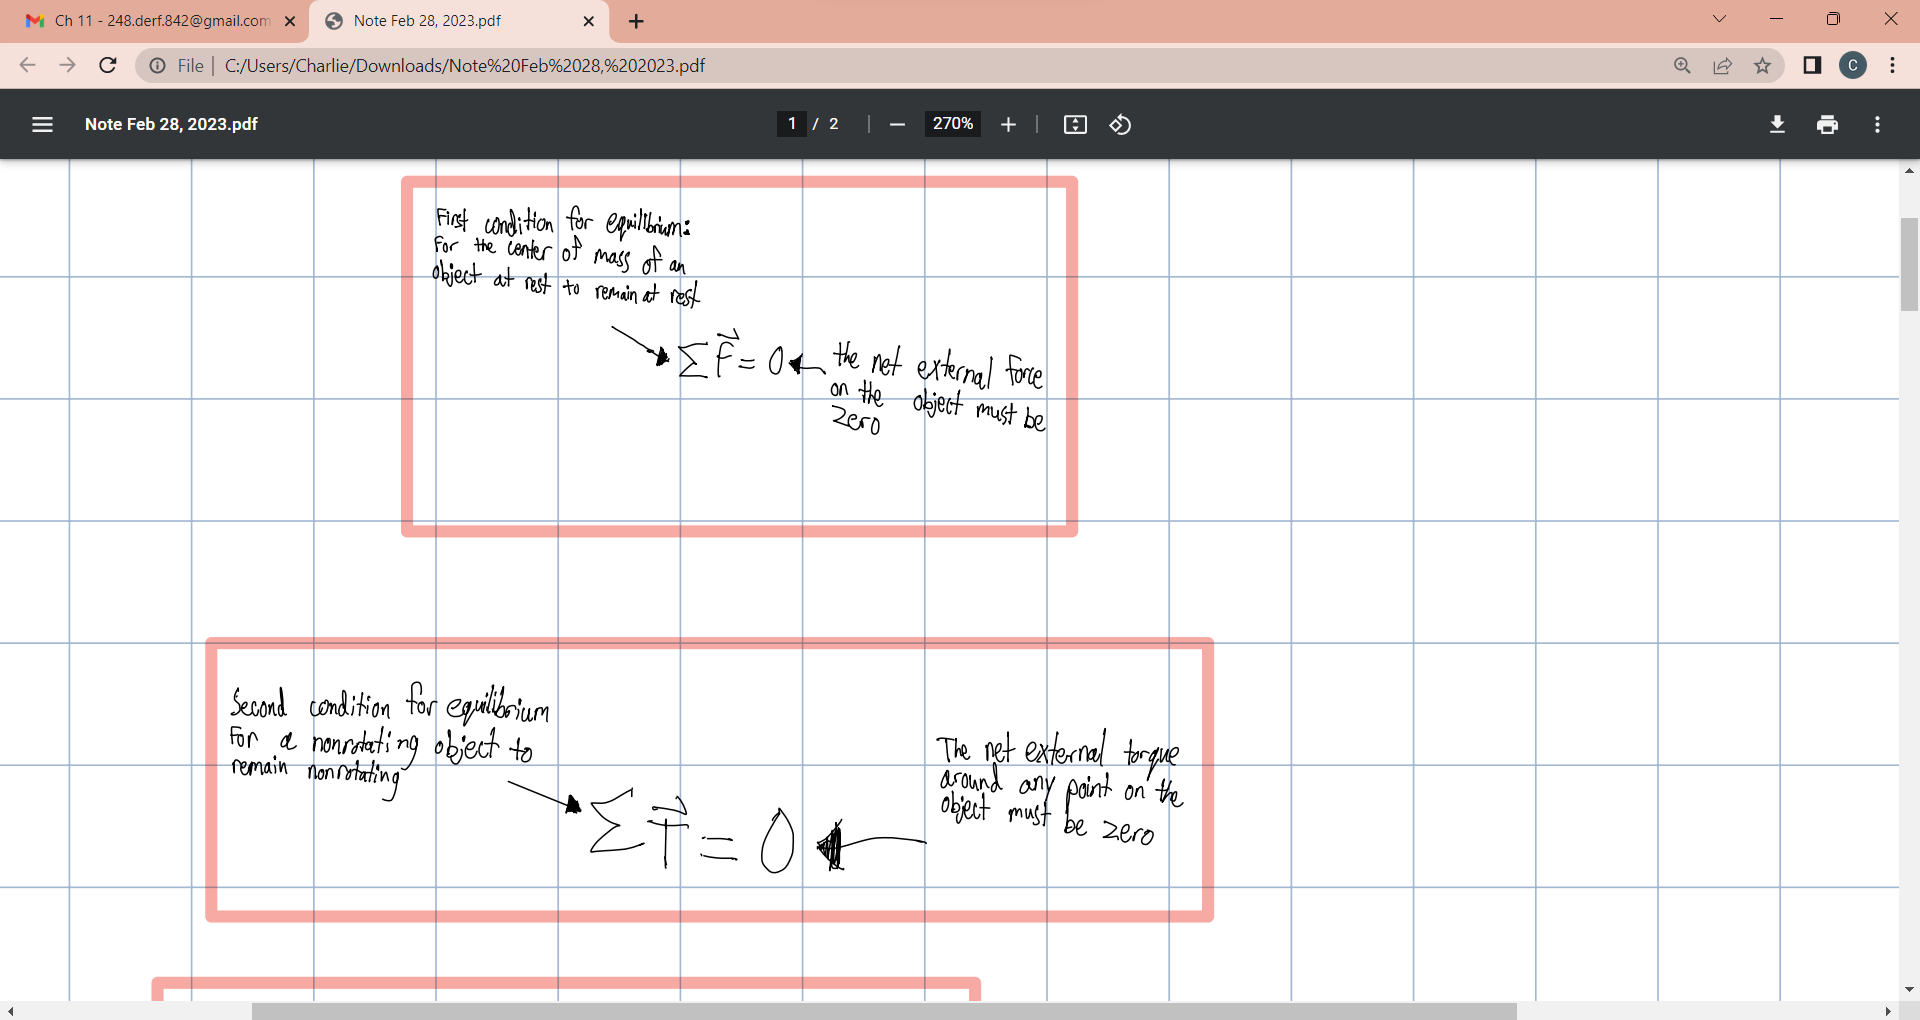 Ch 11 - 248.derf.842@gmail.com
Note Feb 28, 2023.pdf
File
C:/Users/Charlie/Downloads/Note%20Feb%2028,%202023.pdf
C
Note Feb 28, 2023.pdf
1 / 2
270%
First condition for equilibrium:
For the center of mass of an
object at rest to remain at rest
∑F⃗ = 0
the net external force
on the object must be
zero
Second condition for equilibrium
For a nonrotating object to
remain nonrotating
∑τ⃗ = 0
The net external torque
around any point on the
object must be zero